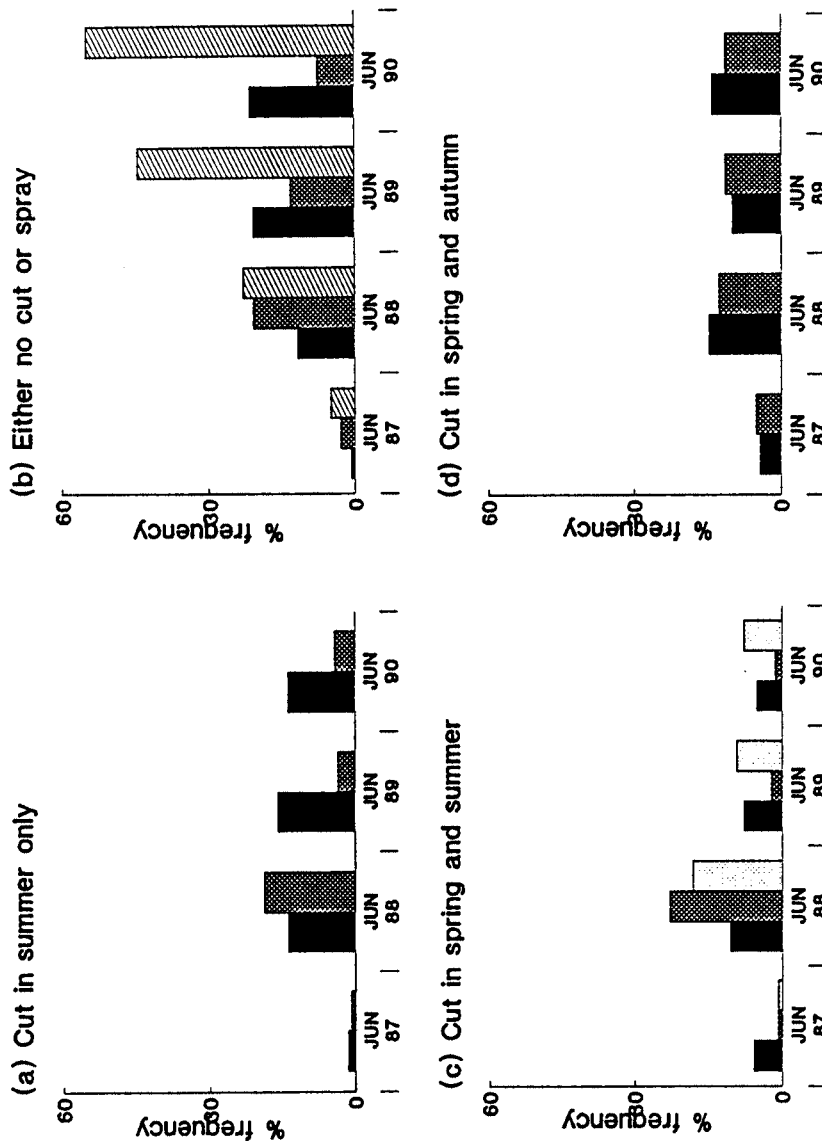 (a) Cut in summer only
% frequency
60
30
0
JUN JUN JUN JUN
87 88 89 90
(b) Either no cut or spray
% frequency
60
30
0
JUN JUN JUN JUN
87 88 89 90
(c) Cut in spring and summer
% frequency
60
30
0
JUN JUN JUN JUN
87 88 89 90
(d) Cut in spring and autumn
% frequency
60
30
0
JUN JUN JUN JUN
87 88 89 90